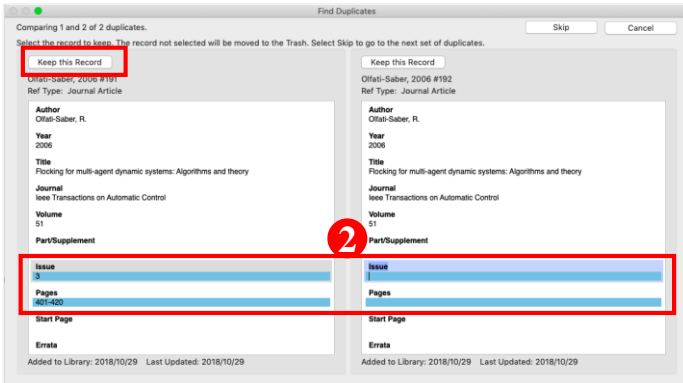 Find Duplicates
Comparing 1 and 2 of 2 duplicates.
Skip
Cancel
Select the record to keep. The record not selected will be moved to the Trash. Select Skip to go to the next set of duplicates.
Keep this Record
Olfati-Saber, 2006 #191
Ref Type: Journal Article
Author
Olfati-Saber, R.
Year
2006
Title
Flocking for multi-agent dynamic systems: Algorithms and theory
Journal
Ieee Transactions on Automatic Control
Volume
51
Part/Supplement
Issue
3
Pages
401-420
Start Page
Errata
Added to Library: 2018/10/29 Last Updated: 2018/10/29
Keep this Record
Olfati-Saber, 2006 #192
Ref Type: Journal Article
Author
Olfati-Saber, R.
Year
2006
Title
Flocking for multi-agent dynamic systems: Algorithms and theory
Journal
Ieee Transactions on Automatic Control
Volume
51
Part/Supplement
Issue
Pages
Start Page
Errata
Added to Library: 2018/10/29 Last Updated: 2018/10/29
2